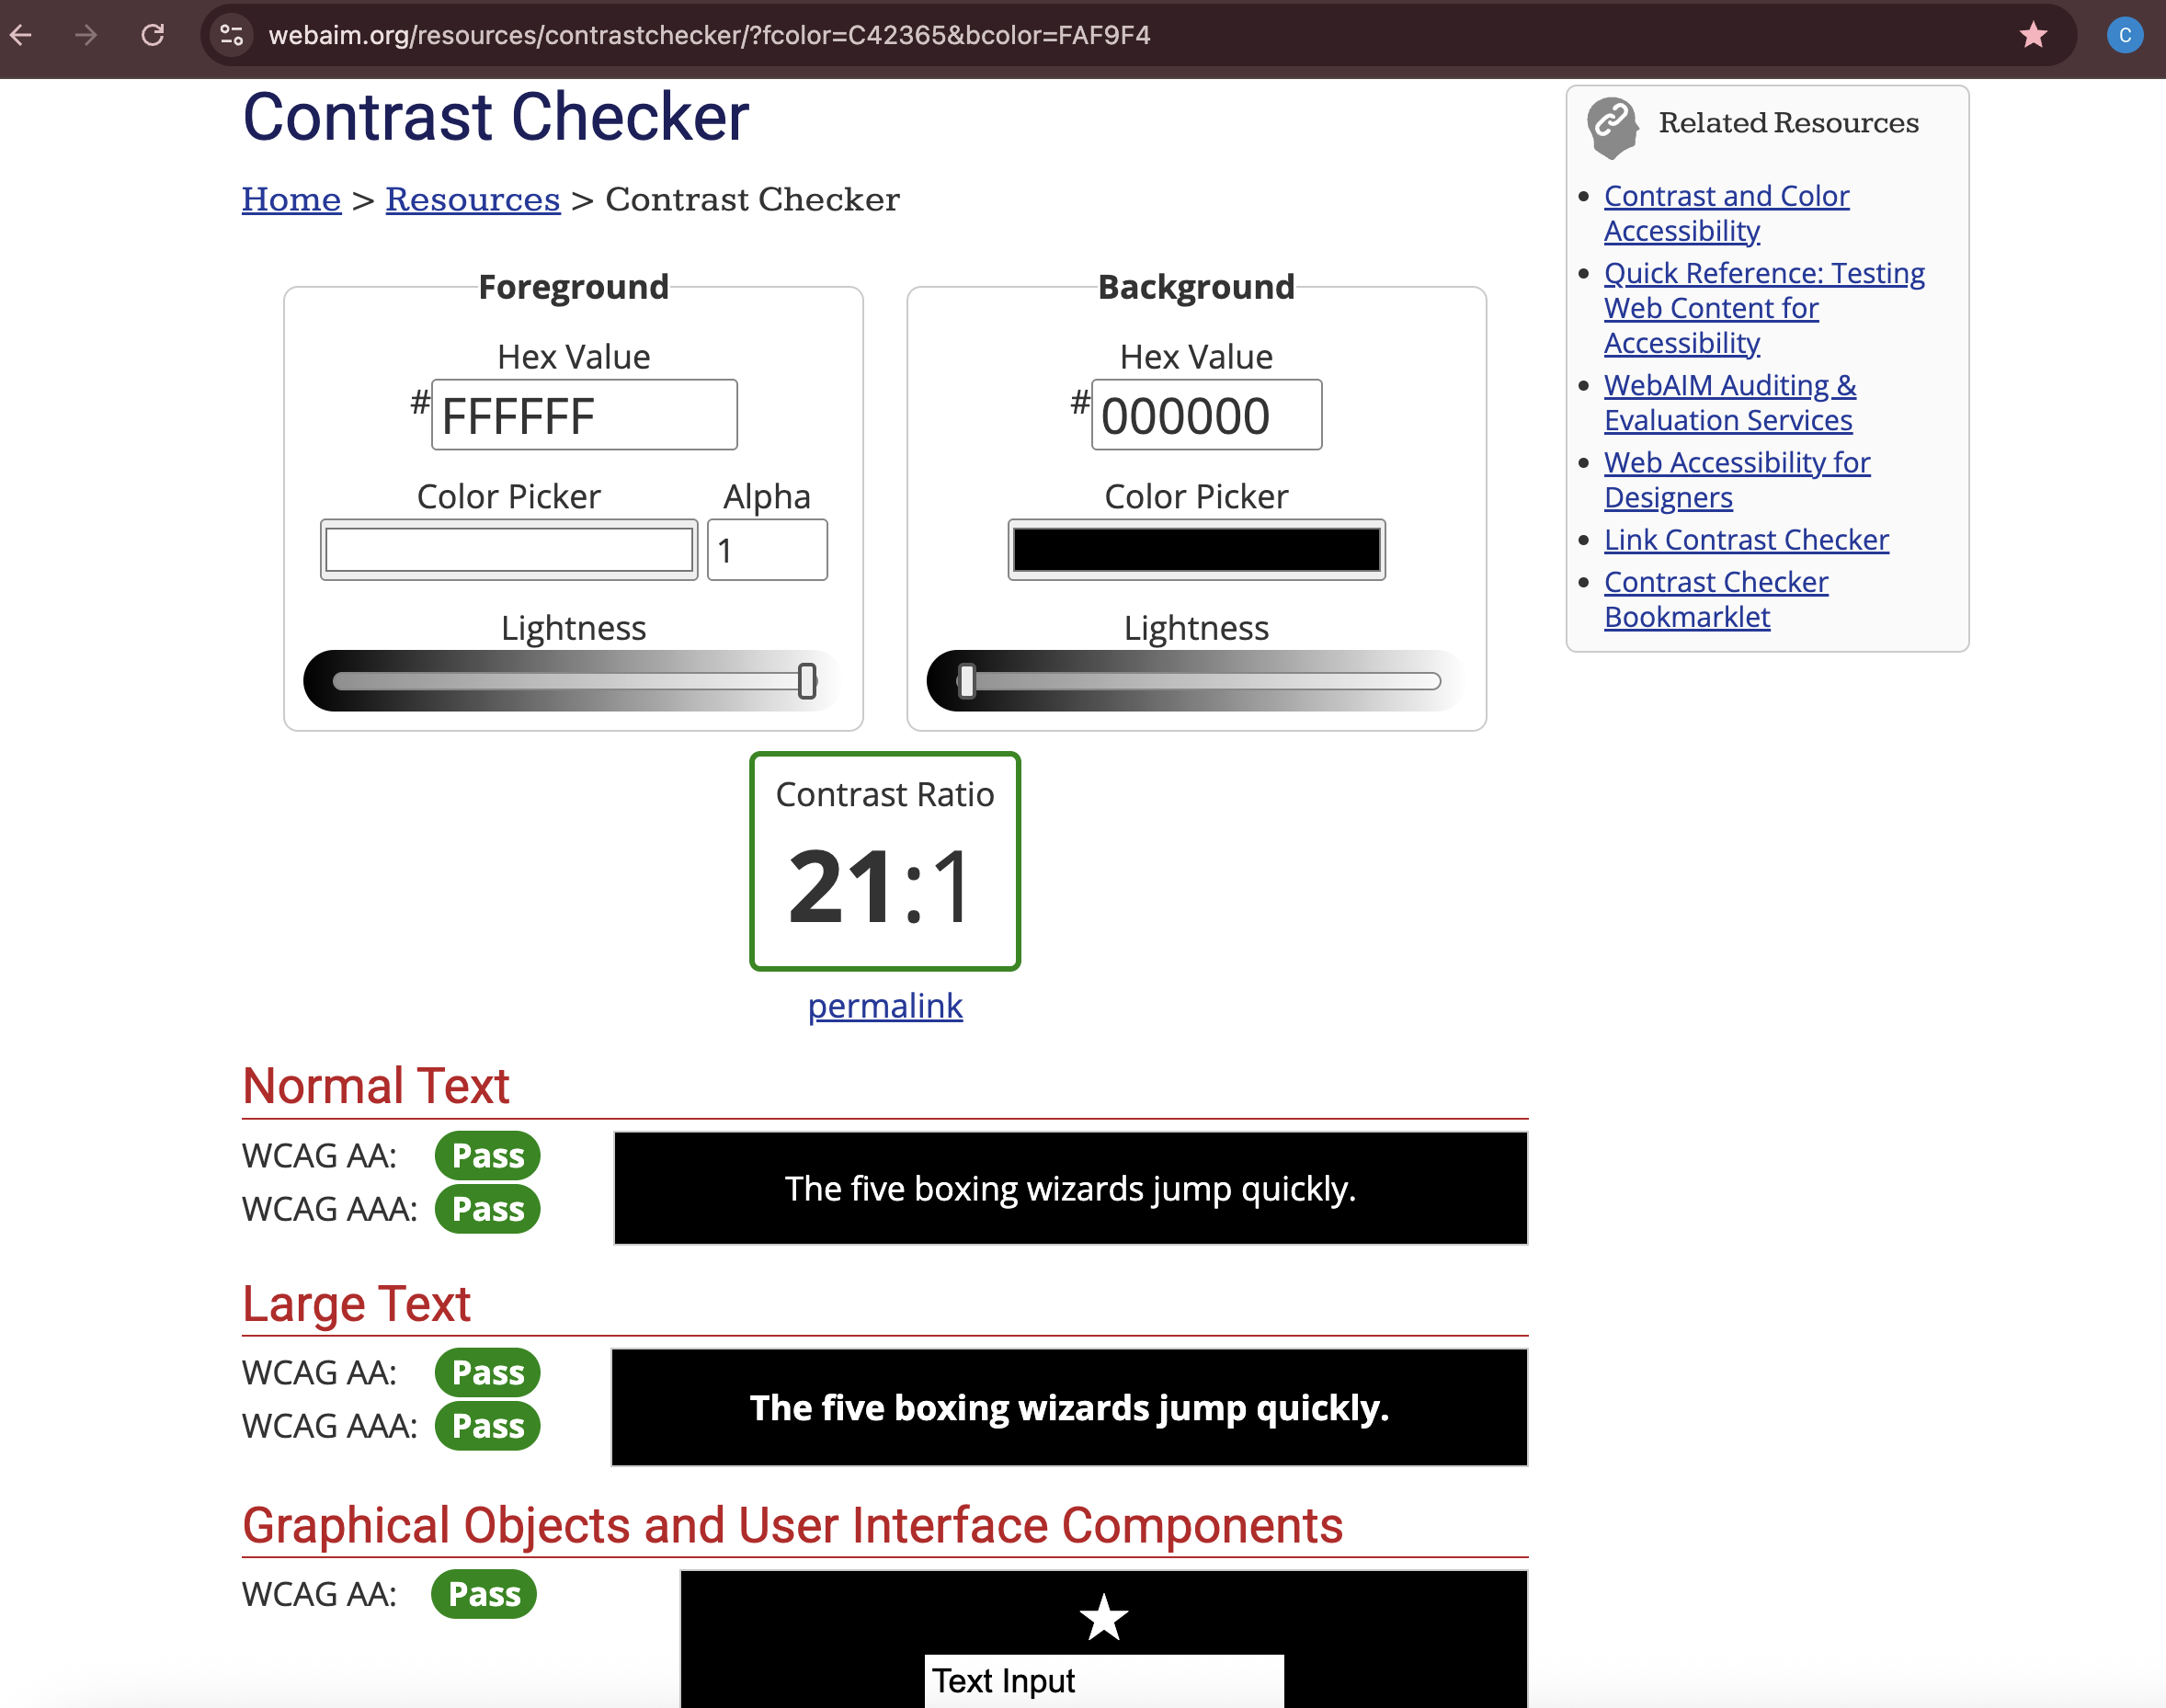 webaim.org/resources/contrastchecker/?fcolor=C42365&bcolor=FAF9F4
C
Contrast Checker
Home > Resources > Contrast Checker
Foreground
Hex Value
#FFFFFF
Color Picker
Alpha
1
Lightness
Background
Hex Value
#000000
Color Picker
Lightness
Contrast Ratio
21:1
permalink
Normal Text
WCAG AA: Pass
WCAG AAA: Pass
The five boxing wizards jump quickly.
Large Text
WCAG AA: Pass
WCAG AAA: Pass
The five boxing wizards jump quickly.
Graphical Objects and User Interface Components
WCAG AA: Pass
Text Input
Related Resources
Contrast and Color
Accessibility
Quick Reference: Testing
Web Content for
Accessibility
WebAIM Auditing &
Evaluation Services
Web Accessibility for
Designers
Link Contrast Checker
Contrast Checker
Bookmarklet